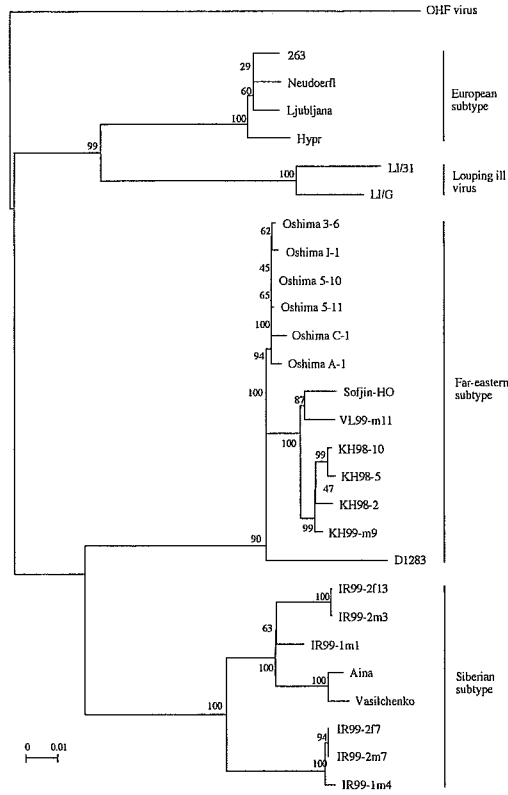 OHF virus
263
29
Neudoerfl
60
Ljubljana
European
subtype
100
Hypr
99
LI/31
100
Louping ill
virus
LI/G
Oshima 3-6
62
Oshima I-1
45
Oshima 5-10
65
Oshima 5-11
100
Oshima C-1
94
Oshima A-1
Far-eastern
subtype
100
Sofjin-HO
87
VL99-m11
100
KH98-10
99
KH98-5
47
KH98-2
99
KH99-m9
90
D1283
IR99-2f13
100
IR99-2m3
63
IR99-1m1
100
Aina
Siberian
subtype
100
Vasilchenko
100
IR99-2f7
94
IR99-2m7
100
IR99-1m4
0 0.01